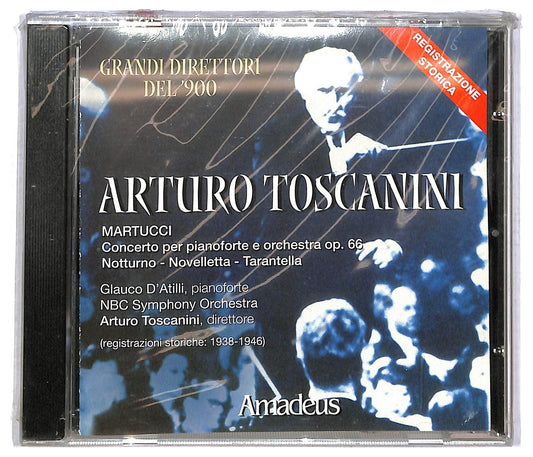 GRANDI DIRETTORI
DEL '900
REGISTRAZIONE
STORICA
ARTURO TOSCANINI
MARTUCCI
Concerto per pianoforte e orchestra op. 66
Notturno - Novelletta - Tarantella
Glauco D'Atilli, pianoforte
NBC Symphony Orchestra
Arturo Toscanini, direttore
(registrazioni storiche: 1938-1946)
Amadeus